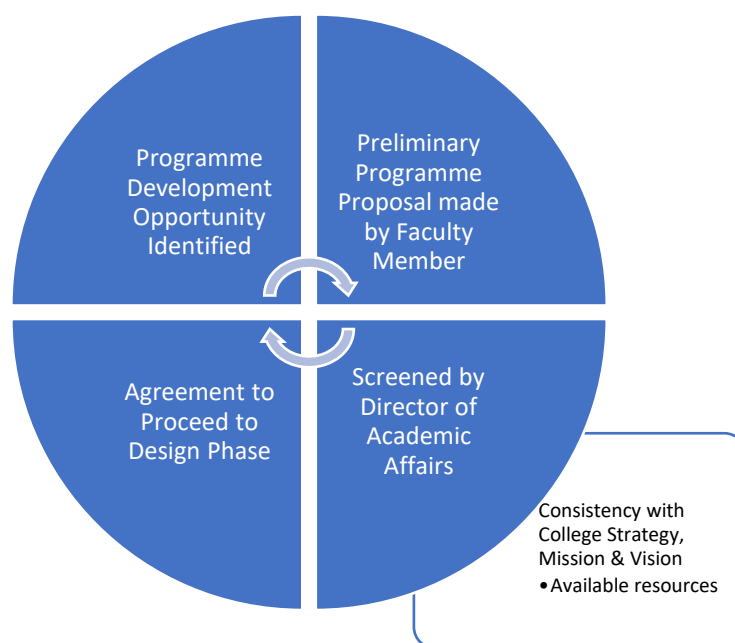 Programme
Development
Opportunity
Identified
Preliminary
Programme
Proposal made
by Faculty
Member
Agreement to
Proceed to
Design Phase
Screened by
Director of
Academic
Affairs
Consistency with
College Strategy,
Mission & Vision
•Available resources